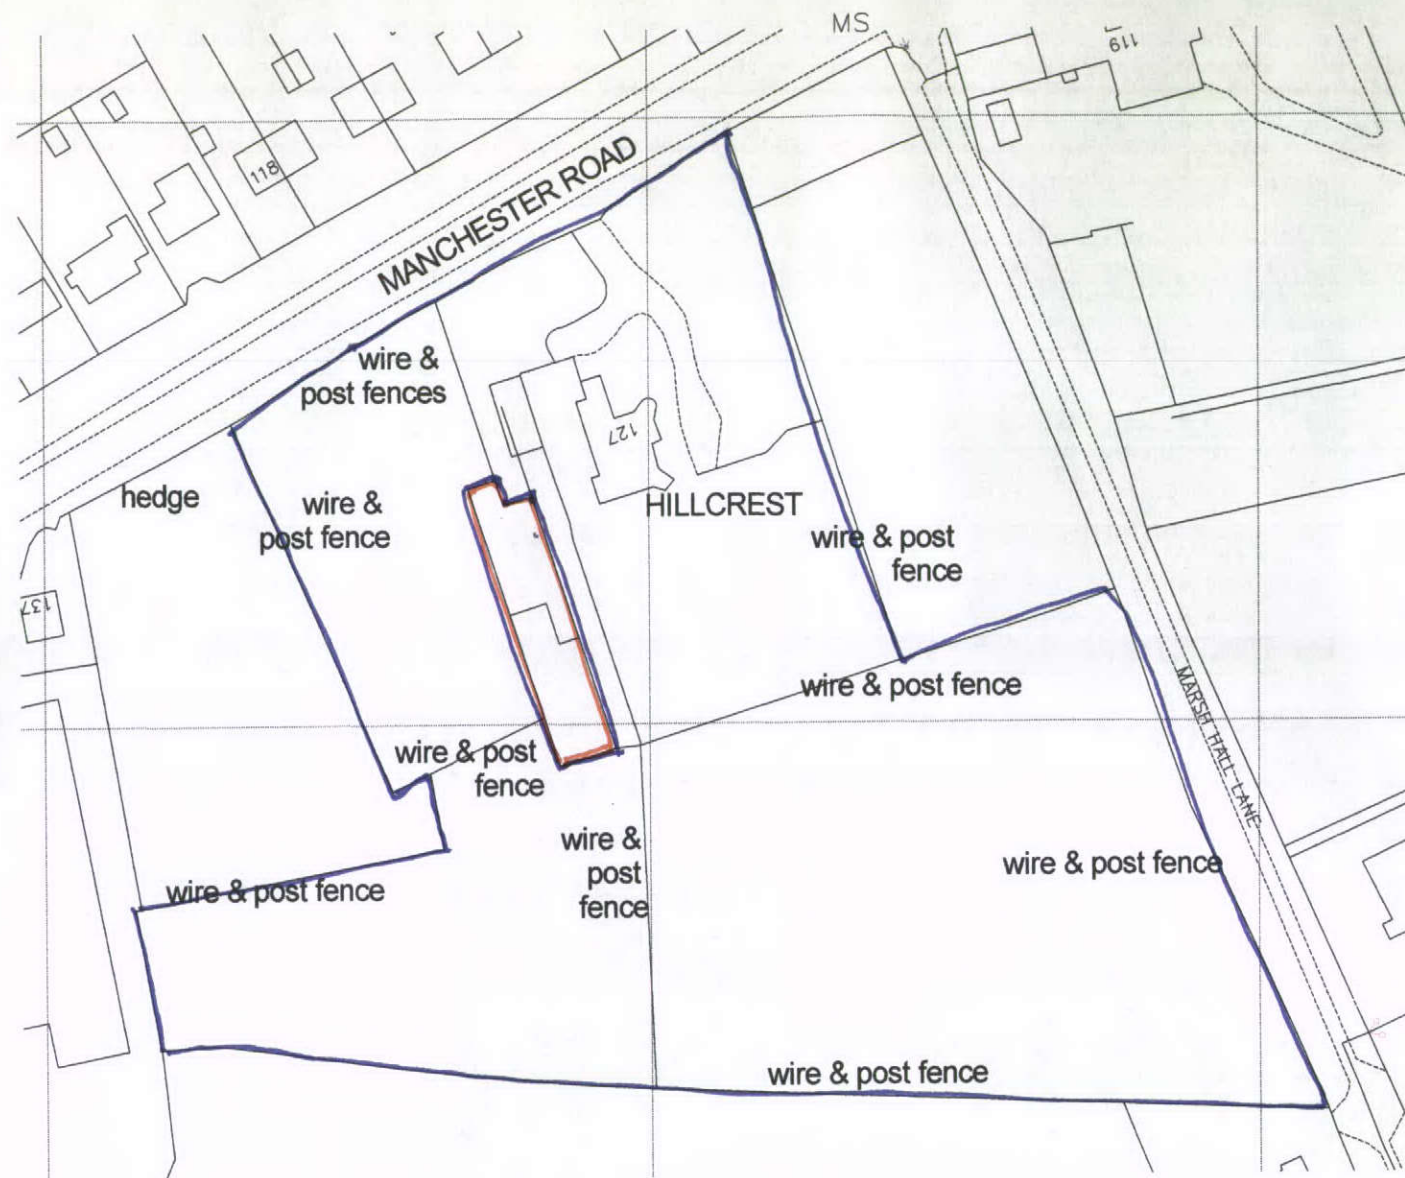 MS
119
118
MANCHESTER ROAD
wire &
post fences
127
hedge
wire &
post fence
HILLCREST
wire & post
fence
137
wire & post fence
MARSH HALL LANE
wire & post
fence
wire &
post
fence
wire & post fence
wire & post fence
wire & post fence